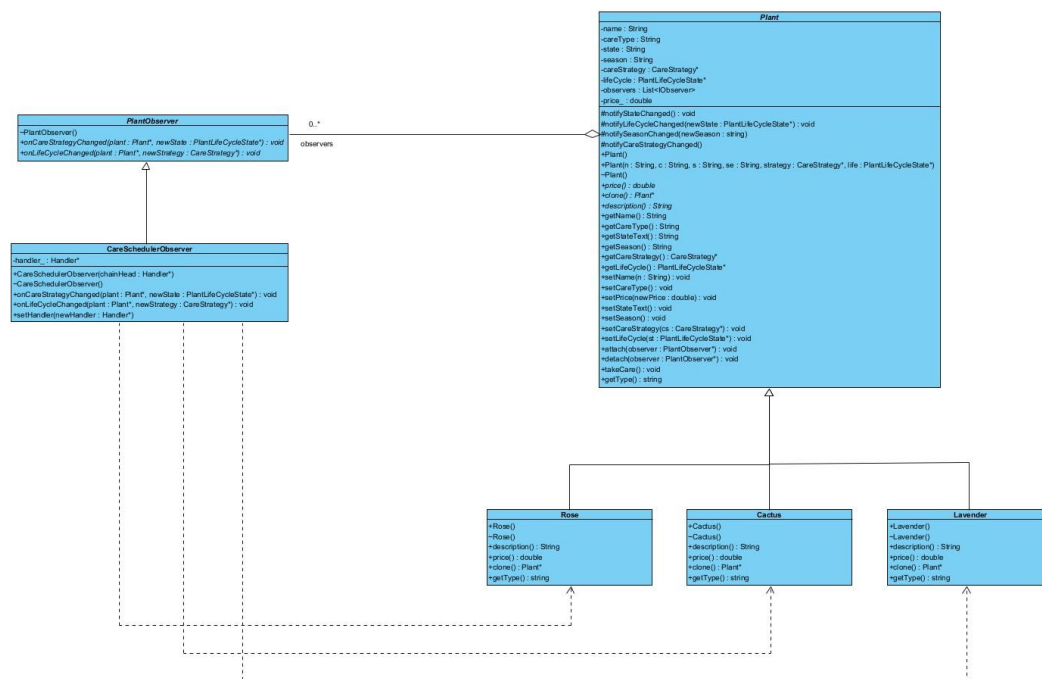 Plant
-name : String
-careType : String
-state : String
-season : String
-careStrategy : CareStrategy*
-lifeCycle : PlantLifeCycleState*
-observers : List<IObserver>
-price_ : double
#notifyStateChanged() : void
#notifyLifeCycleChanged(newState : PlantLifeCycleState*) : void
#notifySeasonChanged(newSeason : string)
#notifyCareStrategyChanged()
+Plant()
+Plant(n : String, c : String, s : String, se : String, strategy : CareStrategy*, life : PlantLifeCycleState*)
~Plant()
+price() : double
+clone() : Plant*
+description() : String
+getName() : String
+getCareType() : String
+getStateText() : String
+getSeason() : String
+getCareStrategy() : CareStrategy*
+getLifeCycle() : PlantLifeCycleState*
+setName(n : String) : void
+setCareType() : void
+setPrice(newPrice : double) : void
+setStateText() : void
+setSeason() : void
+setCareStrategy(cs : CareStrategy*) : void
+setLifeCycle(st : PlantLifeCycleState*) : void
+attach(observer : PlantObserver*) : void
+detach(observer : PlantObserver*) : void
+takeCare() : void
+getType() : string
PlantObserver
~PlantObserver()
+onCareStrategyChanged(plant : Plant*, newState : PlantLifeCycleState*) : void
+onLifeCycleChanged(plant : Plant*, newStrategy : CareStrategy*) : void
0..*
observers
CareSchedulerObserver
-handler_ : Handler*
+CareSchedulerObserver(chainHead : Handler*)
~CareSchedulerObserver()
+onCareStrategyChanged(plant : Plant*, newState : PlantLifeCycleState*) : void
+onLifeCycleChanged(plant : Plant*, newStrategy : CareStrategy*) : void
+setHandler(newHandler : Handler*)
Rose
+Rose()
~Rose()
+description() : String
+price() : double
+clone() : Plant*
+getType() : string
Cactus
+Cactus()
~Cactus()
+description() : String
+price() : double
+clone() : Plant*
+getType() : string
Lavender
+Lavender()
~Lavender()
+description() : String
+price() : double
+clone() : Plant*
+getType() : string